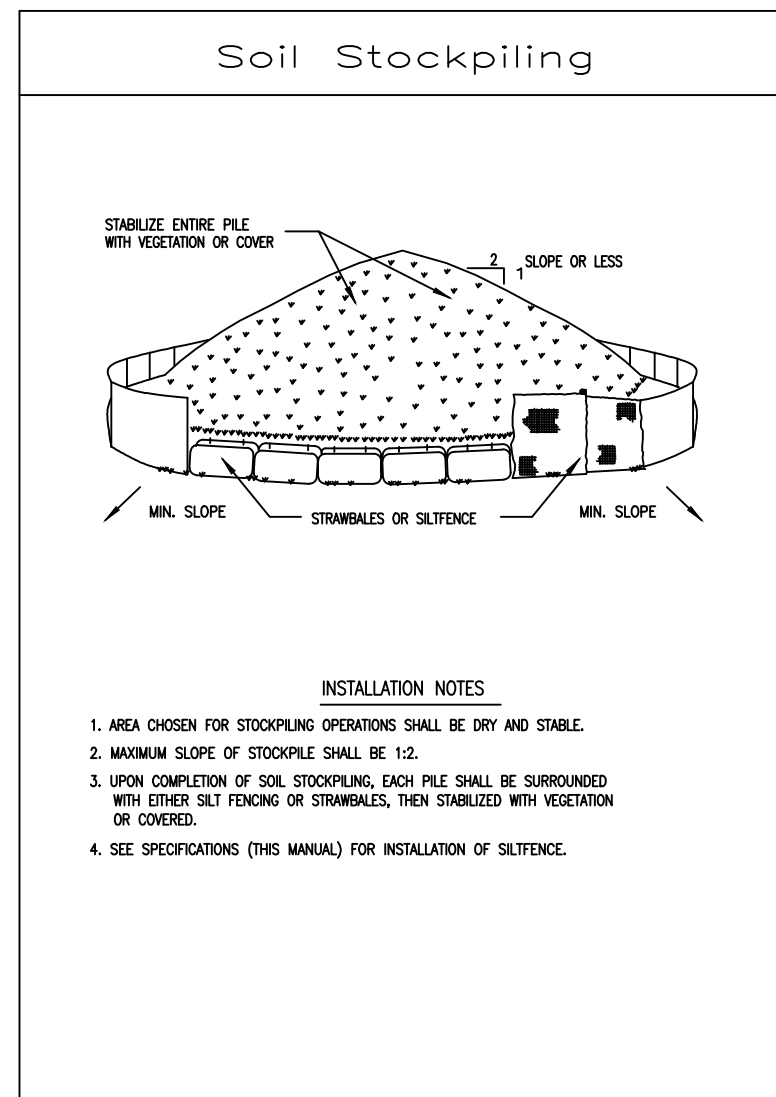 Soil Stockpiling
STABILIZE ENTIRE PILE
WITH VEGETATION OR COVER
2
1 SLOPE OR LESS
MIN. SLOPE
STRAWBALES OR SILTFENCE
MIN. SLOPE
INSTALLATION NOTES
1. AREA CHOSEN FOR STOCKPILING OPERATIONS SHALL BE DRY AND STABLE.
2. MAXIMUM SLOPE OF STOCKPILE SHALL BE 1:2.
3. UPON COMPLETION OF SOIL STOCKPILING, EACH PILE SHALL BE SURROUNDED
WITH EITHER SILT FENCING OR STRAWBALES, THEN STABILIZED WITH VEGETATION
OR COVERED.
4. SEE SPECIFICATIONS (THIS MANUAL) FOR INSTALLATION OF SILTFENCE.